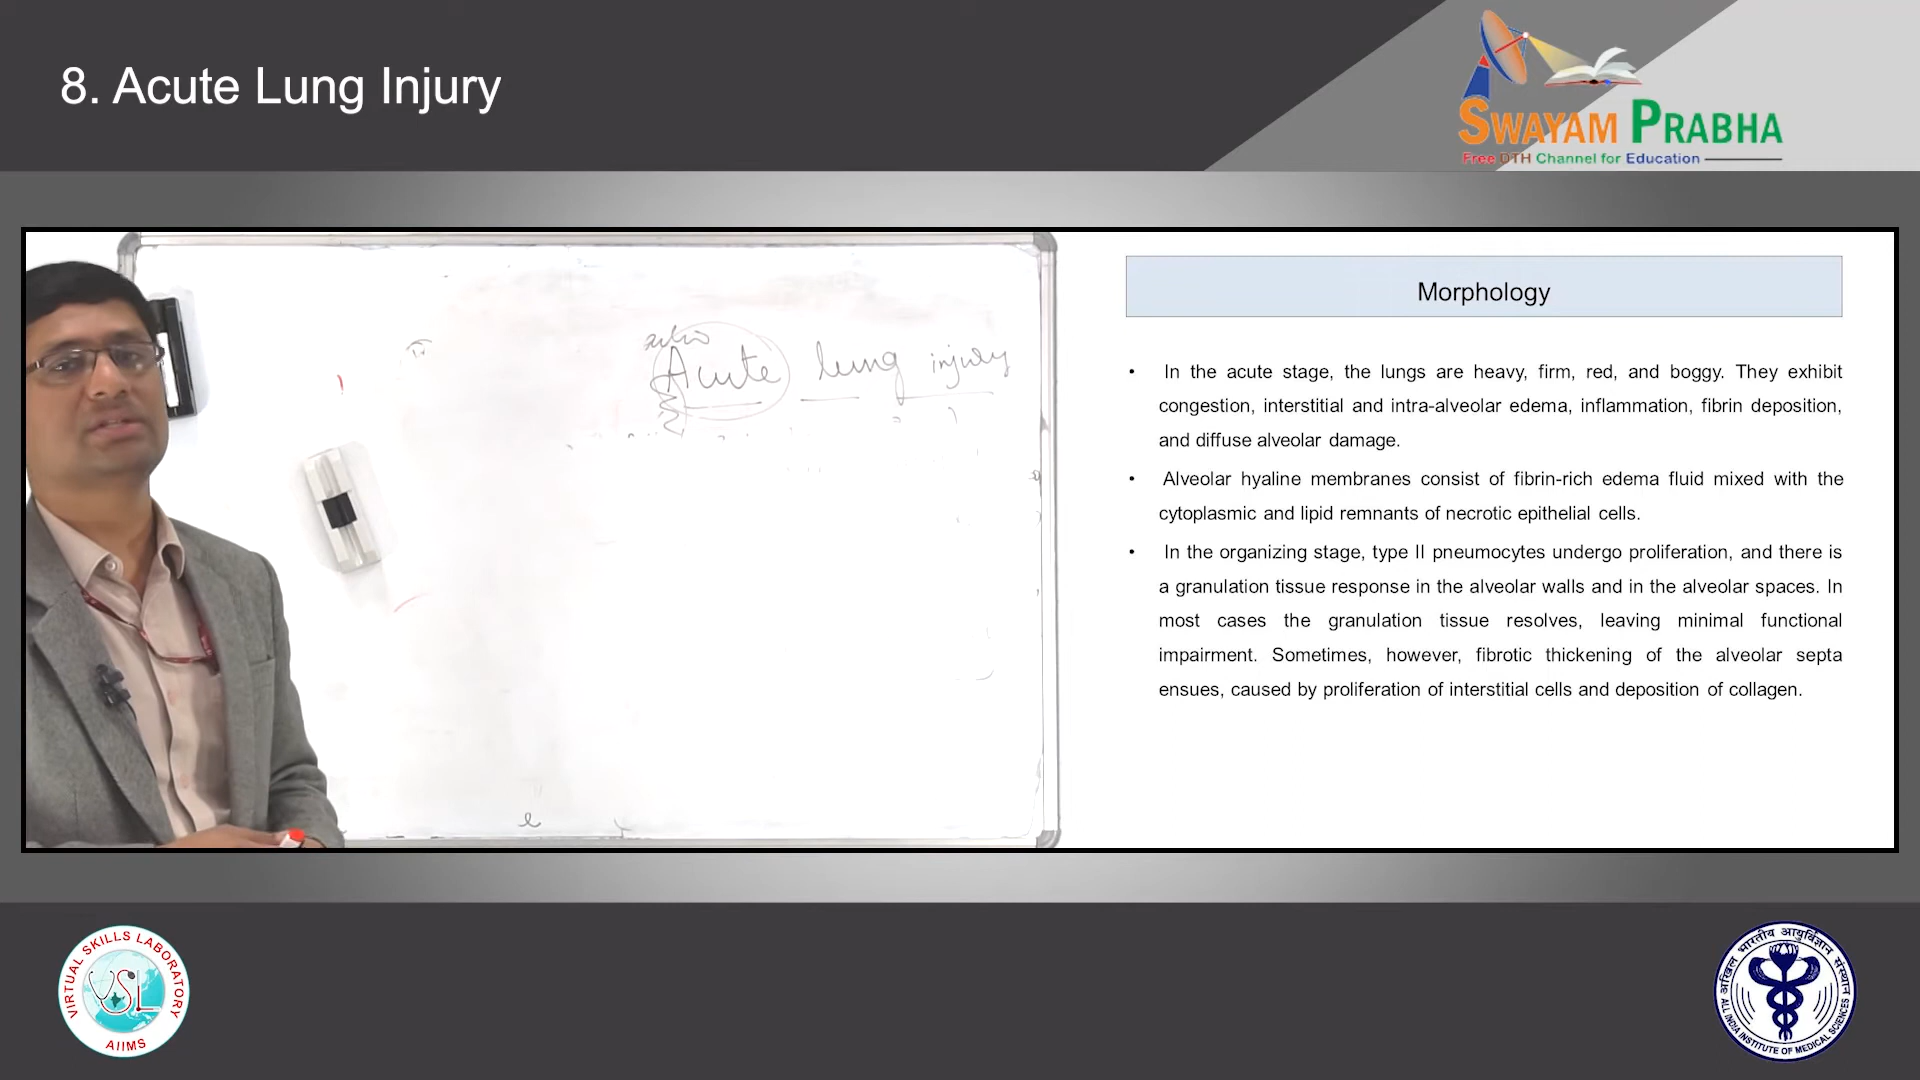 8. Acute Lung Injury
SWAYAM PRABHA
Free DTH Channel for Education
Acute lung injury
Morphology
• In the acute stage, the lungs are heavy, firm, red, and boggy. They exhibit
congestion, interstitial and intra-alveolar edema, inflammation, fibrin deposition,
and diffuse alveolar damage.
• Alveolar hyaline membranes consist of fibrin-rich edema fluid mixed with the
cytoplasmic and lipid remnants of necrotic epithelial cells.
• In the organizing stage, type II pneumocytes undergo proliferation, and there is
a granulation tissue response in the alveolar walls and in the alveolar spaces. In
most cases the granulation tissue resolves, leaving minimal functional
impairment. Sometimes, however, fibrotic thickening of the alveolar septa
ensues, caused by proliferation of interstitial cells and deposition of collagen.
VIRTUAL SKILLS LABORATORY
VSL
AIIMS
अखिल भारतीय आयुर्विज्ञान संस्थान
ALL INDIA INSTITUTE OF MEDICAL SCIENCES